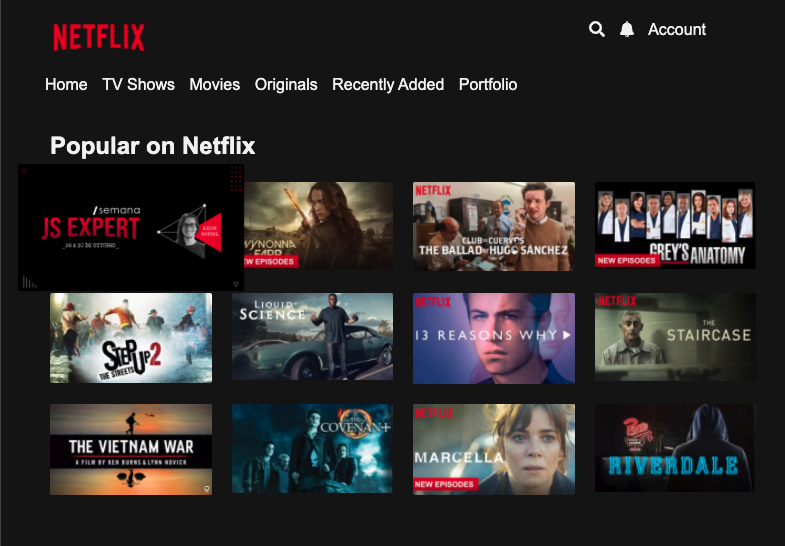 NETFLIX
Account
Home TV Shows Movies Originals Recently Added Portfolio
Popular on Netflix
/semana
JS EXPERT
_26 A 30 DE OUTUBRO_
ERICK
WENDEL
WYNONNA
EARP
NEW EPISODES
NETFLIX
CLUB DE CUERVOS
THE BALLAD OF HUGO SÁNCHEZ
GREY'S ANATOMY
NEW EPISODES
STEP UP 2
THE STREETS
LIQUID
SCIENCE
NETFLIX
13 REASONS WHY
NETFLIX
THE
STAIRCASE
THE VIETNAM WAR
A FILM BY KEN BURNS & LYNN NOVICK
THE
COVENANT
NETFLIX
MARCELLA
NEW EPISODES
RIVERDALE